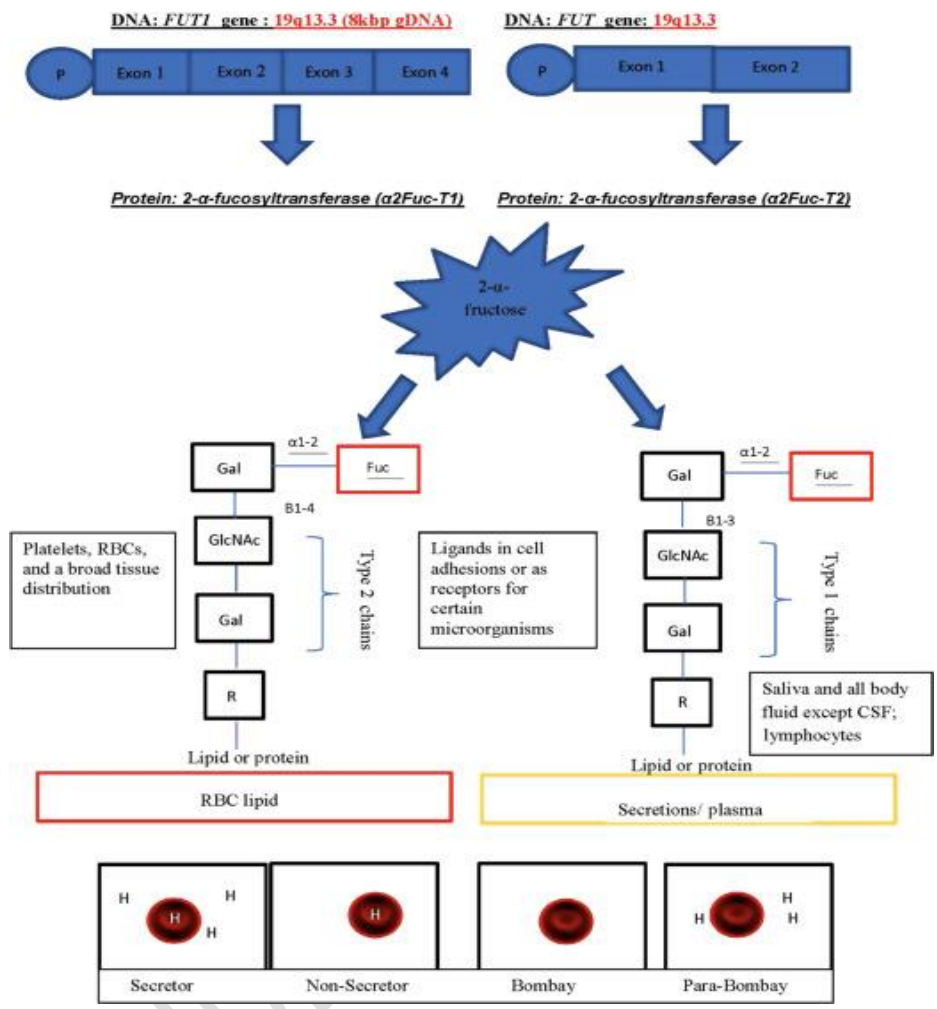 DNA: FUT1 gene : 19q13.3 (8kbp gDNA)
DNA: FUT gene: 19q13.3
P
Exon 1
Exon 2
Exon 3
Exon 4
P
Exon 1
Exon 2
Protein: 2-α-fucosyltransferase (α2Fuc-T1)
Protein: 2-α-fucosyltransferase (α2Fuc-T2)
2-α-
fructose
Gal
α1-2
Fuc
B1-4
GlcNAc
Gal
R
Type 2 chains
Platelets, RBCs,
and a broad tissue
distribution
Lipid or protein
RBC lipid
Ligands in cell
adhesions or as
receptors for
certain
microorganisms
Gal
α1-2
Fuc
B1-3
GlcNAc
Gal
R
Type 1 chains
Saliva and all body
fluid except CSF;
lymphocytes
Lipid or protein
Secretions/ plasma
H
H
H
H
Secretor
H
Non-Secretor
Bombay
H
H
H
Para-Bombay